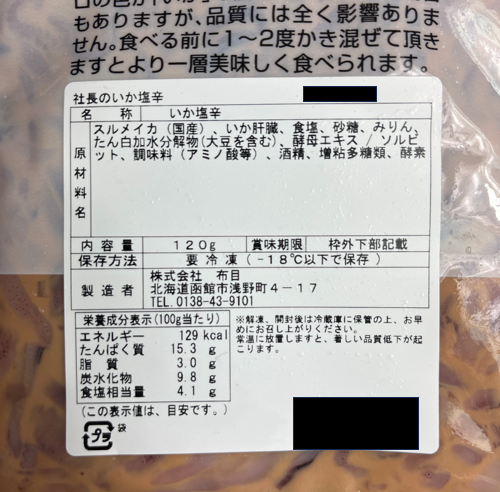 もありますが、品質には全く影響ありま
せん。食べる前に1～2度かき混ぜて頂き
ますとより一層美味しく食べられます。
社長のいか塩辛
名 称 いか塩辛
原材料名 スルメイカ（国産）、いか肝臓、食塩、砂糖、みりん、
たん白加水分解物(大豆を含む)、酵母エキス / ソルビ
ット、調味料（アミノ酸等）、酒精、増粘多糖類、酵素
内 容 量 120g 賞味期限 枠外下部記載
保存方法 要 冷 凍（－18℃以下で保存）
製 造 者 株式会社 布目
北海道函館市浅野町4－17
TEL.0138-43-9101
栄養成分表示(100g当たり)
エネルギー 129 kcal
たんぱく質 15.3 g
脂 質 3.0 g
炭水化物 9.8 g
食塩相当量 4.1 g
(この表示値は、目安です。)
※解凍、開封後は冷蔵庫に保管の上、お早
めにお召し上がりください。
常温に放置しますと、著しい品質低下が起
こります。
プラ 袋